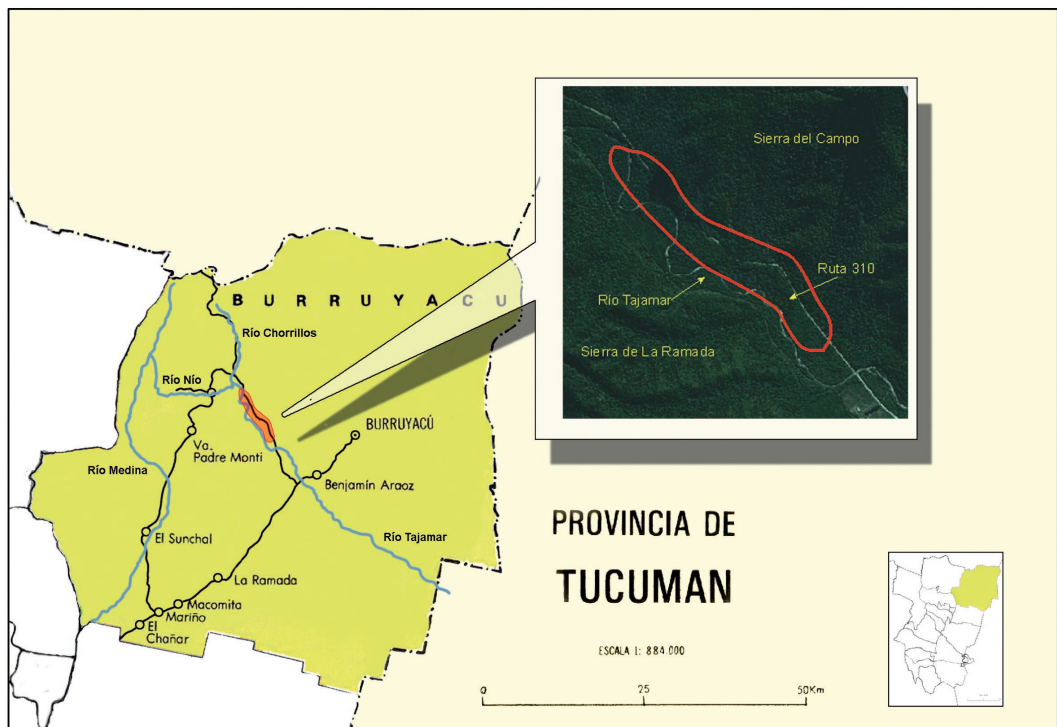 Sierra del Campo
Ruta 310
Río Tajamar
Sierra de La Ramada
BURRUYACU
Río Chorrillos
Río Nío
BURRUYACÚ
Va.
Padre Monti
Río Medina
Benjamín Araoz
El Sunchal
Río Tajamar
La Ramada
Macomita
Mariño
El
Chañar
PROVINCIA DE
TUCUMAN
ESCALA 1: 884.000
0 25 50Km